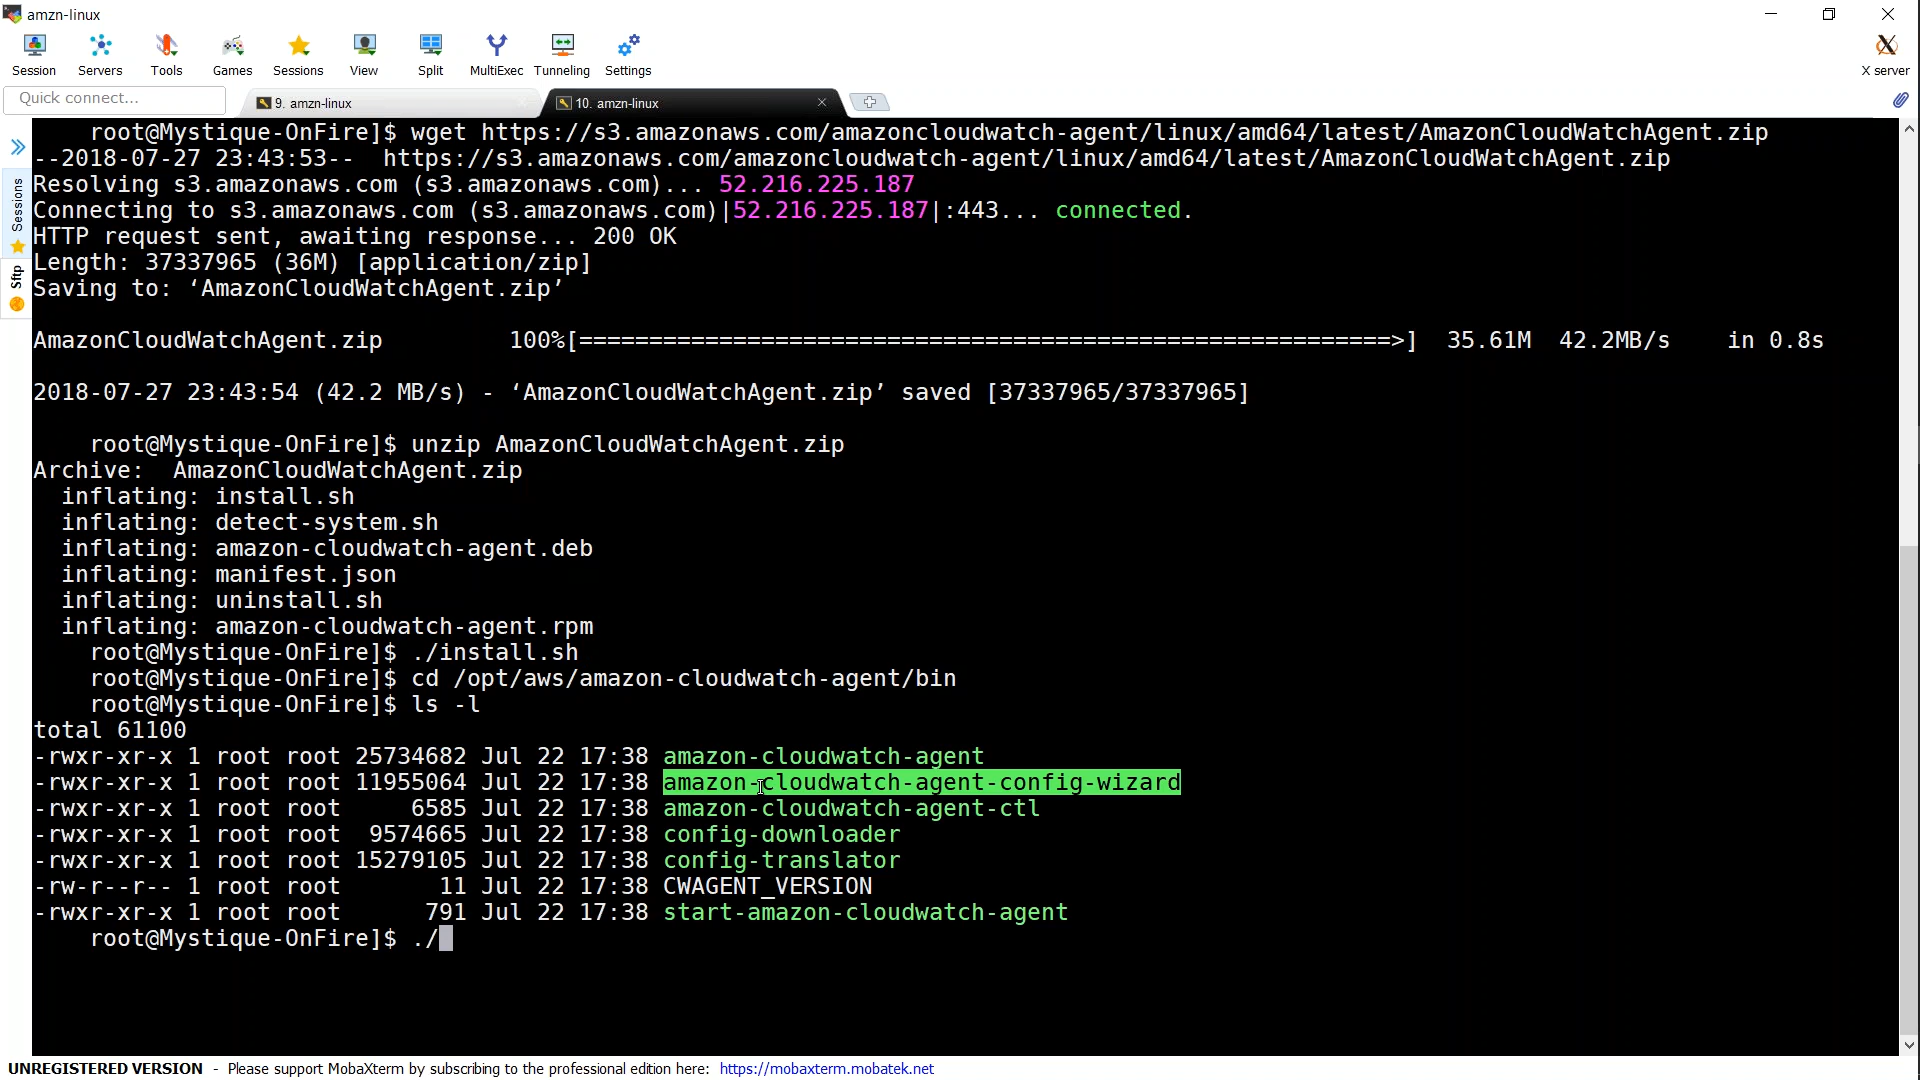 amzn-linux
Session Servers Tools Games Sessions View Split MultiExec Tunneling Settings X server
Quick connect... 9. amzn-linux 10. amzn-linux
Sessions
Sftp
root@Mystique-OnFire]$ wget https://s3.amazonaws.com/amazoncloudwatch-agent/linux/amd64/latest/AmazonCloudWatchAgent.zip
--2018-07-27 23:43:53--  https://s3.amazonaws.com/amazoncloudwatch-agent/linux/amd64/latest/AmazonCloudWatchAgent.zip
Resolving s3.amazonaws.com (s3.amazonaws.com)... 52.216.225.187
Connecting to s3.amazonaws.com (s3.amazonaws.com)|52.216.225.187|:443... connected.
HTTP request sent, awaiting response... 200 OK
Length: 37337965 (36M) [application/zip]
Saving to: ‘AmazonCloudWatchAgent.zip’
AmazonCloudWatchAgent.zip 100%[==========================================================>] 35.61M 42.2MB/s in 0.8s
2018-07-27 23:43:54 (42.2 MB/s) - ‘AmazonCloudWatchAgent.zip’ saved [37337965/37337965]
root@Mystique-OnFire]$ unzip AmazonCloudWatchAgent.zip
Archive:  AmazonCloudWatchAgent.zip
inflating: install.sh
inflating: detect-system.sh
inflating: amazon-cloudwatch-agent.deb
inflating: manifest.json
inflating: uninstall.sh
inflating: amazon-cloudwatch-agent.rpm
root@Mystique-OnFire]$ ./install.sh
root@Mystique-OnFire]$ cd /opt/aws/amazon-cloudwatch-agent/bin
root@Mystique-OnFire]$ ls -l
total 61100
-rwxr-xr-x 1 root root 25734682 Jul 22 17:38 amazon-cloudwatch-agent
-rwxr-xr-x 1 root root 11955064 Jul 22 17:38 amazon-cloudwatch-agent-config-wizard
-rwxr-xr-x 1 root root     6585 Jul 22 17:38 amazon-cloudwatch-agent-ctl
-rwxr-xr-x 1 root root  9574665 Jul 22 17:38 config-downloader
-rwxr-xr-x 1 root root 15279105 Jul 22 17:38 config-translator
-rw-r--r-- 1 root root       11 Jul 22 17:38 CWAGENT_VERSION
-rwxr-xr-x 1 root root      791 Jul 22 17:38 start-amazon-cloudwatch-agent
root@Mystique-OnFire]$ ./
UNREGISTERED VERSION - Please support MobaXterm by subscribing to the professional edition here: https://mobaxterm.mobatek.net